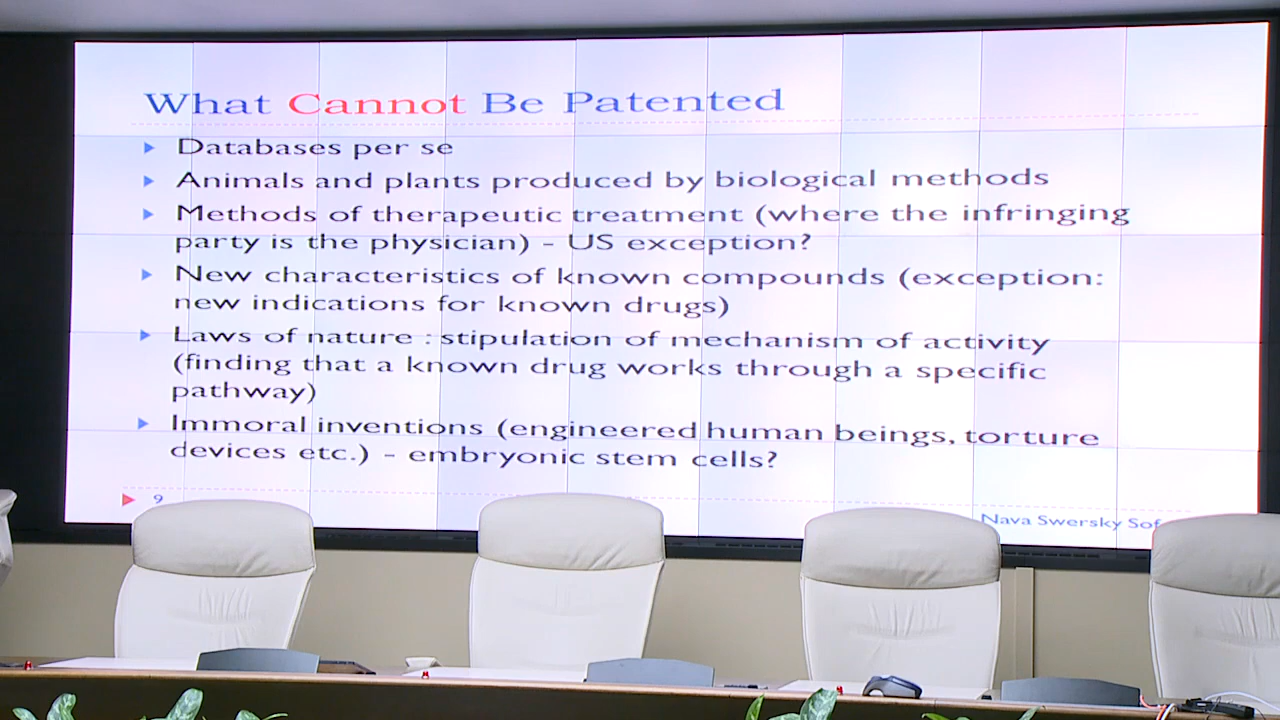 What Cannot Be Patented
Databases per se
Animals and plants produced by biological methods
Methods of therapeutic treatment (where the infringing
party is the physician) - US exception?
New characteristics of known compounds (exception:
new indications for known drugs)
Laws of nature : stipulation of mechanism of activity
(finding that a known drug works through a specific
pathway)
Immoral inventions (engineered human beings, torture
devices etc.) - embryonic stem cells?
9
Nava Swersky